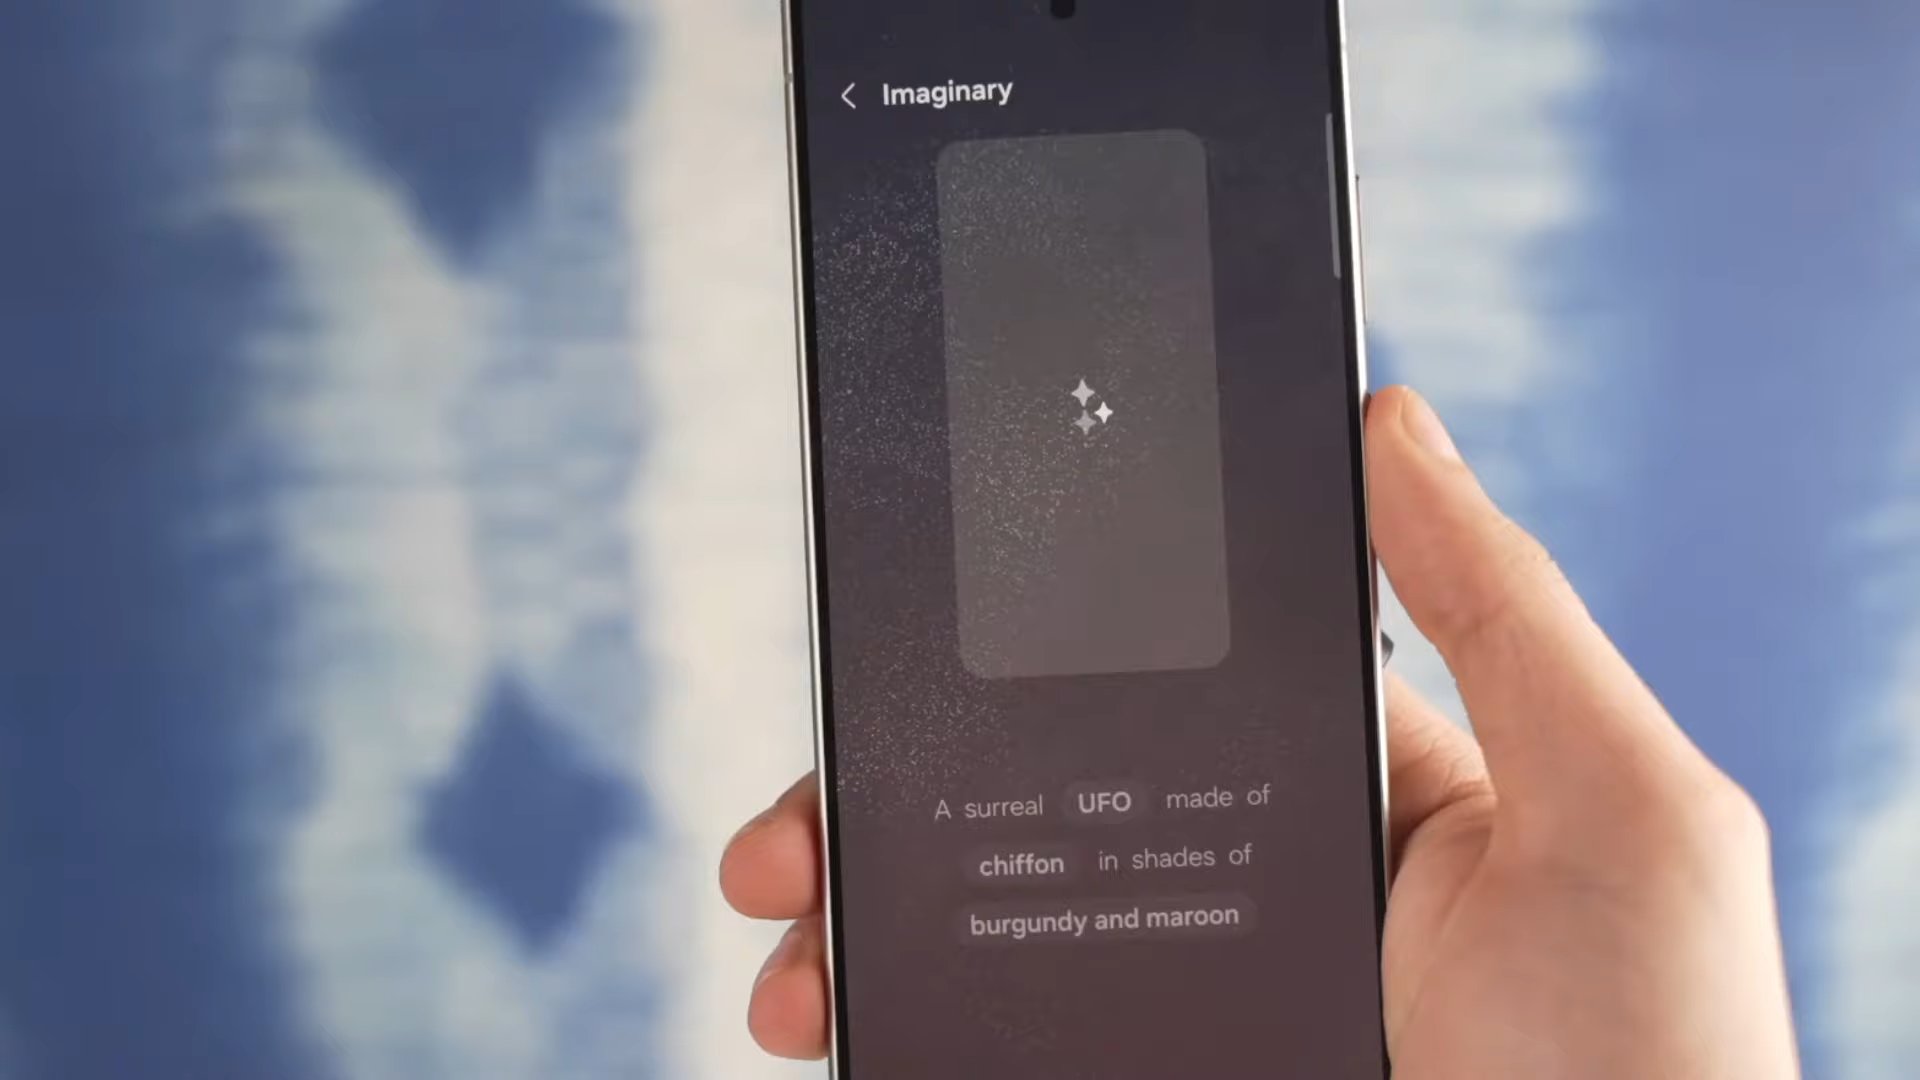 Imaginary
A surreal UFO made of
chiffon in shades of
burgundy and maroon